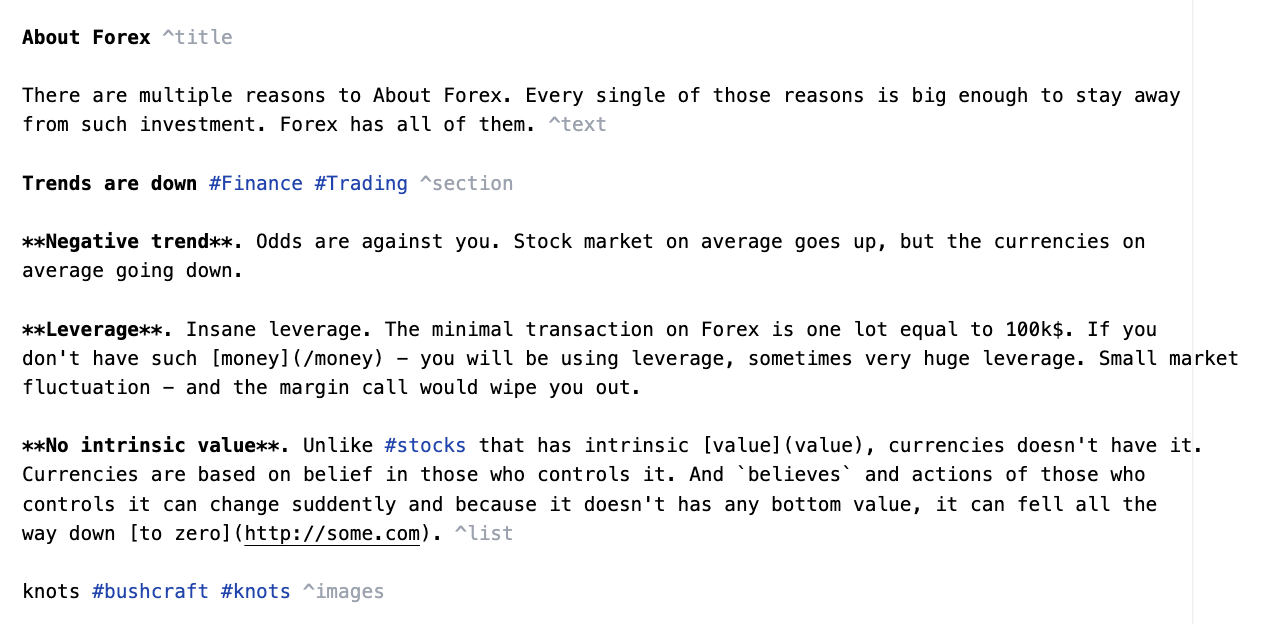 About Forex ^title
There are multiple reasons to About Forex. Every single of those reasons is big enough to stay away
from such investment. Forex has all of them. ^text
Trends are down #Finance #Trading ^section
**Negative trend**. Odds are against you. Stock market on average goes up, but the currencies on
average going down.
**Leverage**. Insane leverage. The minimal transaction on Forex is one lot equal to 100k$. If you
don't have such [money](/money) – you will be using leverage, sometimes very huge leverage. Small market
fluctuation – and the margin call would wipe you out.
**No intrinsic value**. Unlike #stocks that has intrinsic [value](value), currencies doesn't have it.
Currencies are based on belief in those who controls it. And `believes` and actions of those who
controls it can change suddently and because it doesn't has any bottom value, it can fell all the
way down [to zero](http://some.com). ^list
knots #bushcraft #knots ^images